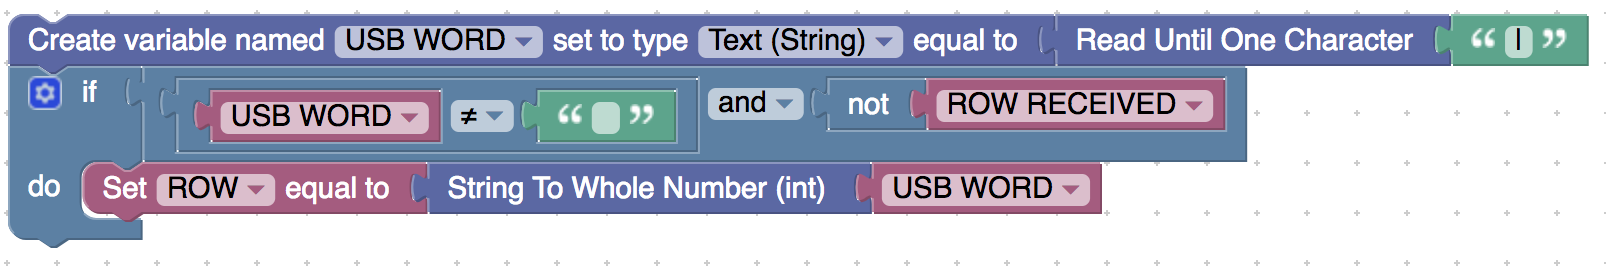 Create variable named USB WORD set to type Text (String) equal to Read Until One Character “ | ”
if USB WORD ≠ “ ” and not ROW RECEIVED
do Set ROW equal to String To Whole Number (int) USB WORD